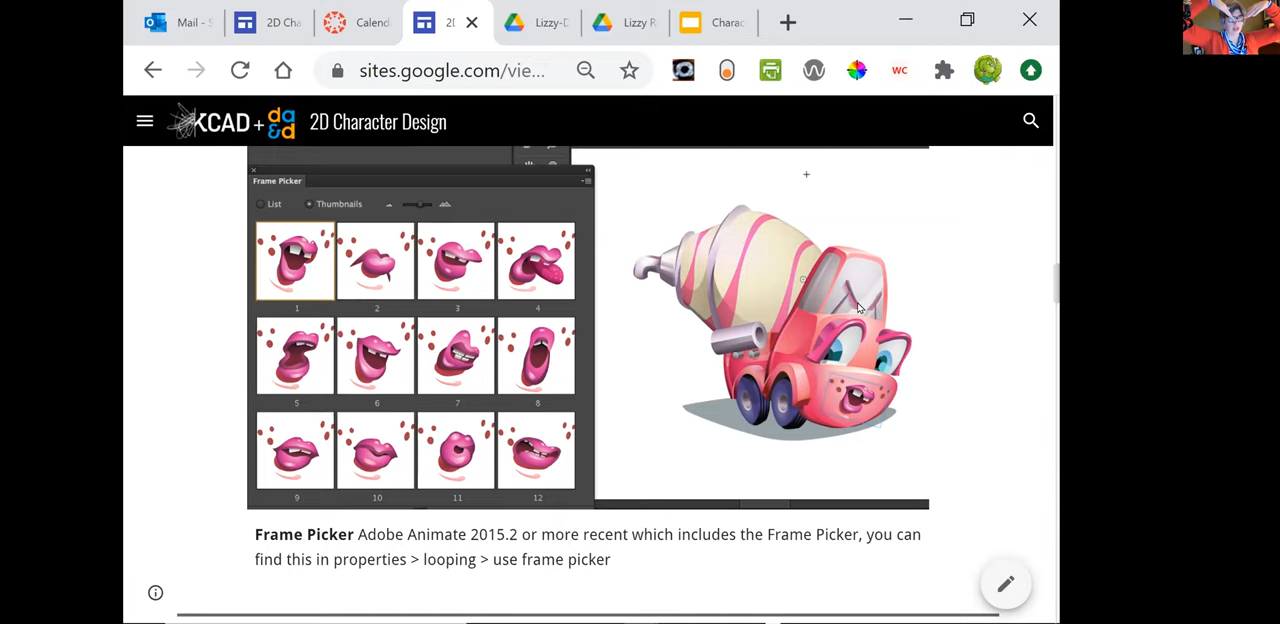 Mail - S
2D Cha
Calend
2D
Lizzy-D
Lizzy R
Charac
sites.google.com/vie...
WC
KCAD + da&d
2D Character Design
Frame Picker
List
Thumbnails
1
2
3
4
5
6
7
8
9
10
11
12
Frame Picker Adobe Animate 2015.2 or more recent which includes the Frame Picker, you can
find this in properties > looping > use frame picker